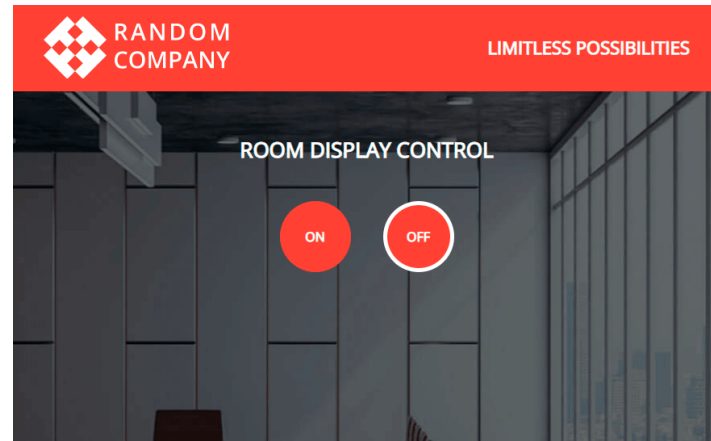 RANDOM
COMPANY
LIMITLESS POSSIBILITIES
ROOM DISPLAY CONTROL
ON
OFF